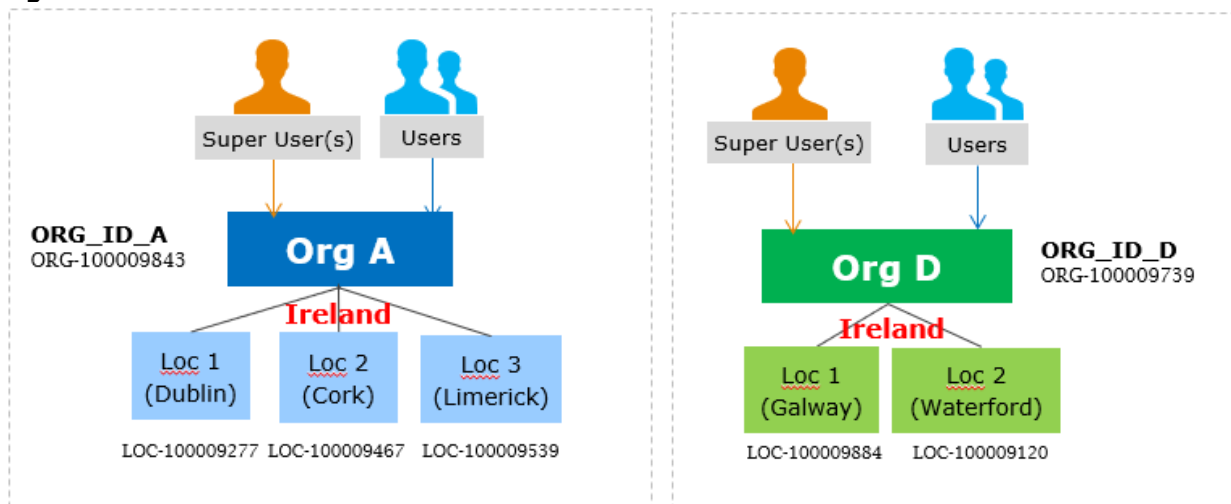 Super User(s)
Users
ORG_ID_A
ORG-100009843
Org A
Ireland
Loc 1
(Dublin)
Loc 2
(Cork)
Loc 3
(Limerick)
LOC-100009277
LOC-100009467
LOC-100009539
Super User(s)
Users
Org D
ORG_ID_D
ORG-100009739
Ireland
Loc 1
(Galway)
Loc 2
(Waterford)
LOC-100009884
LOC-100009120